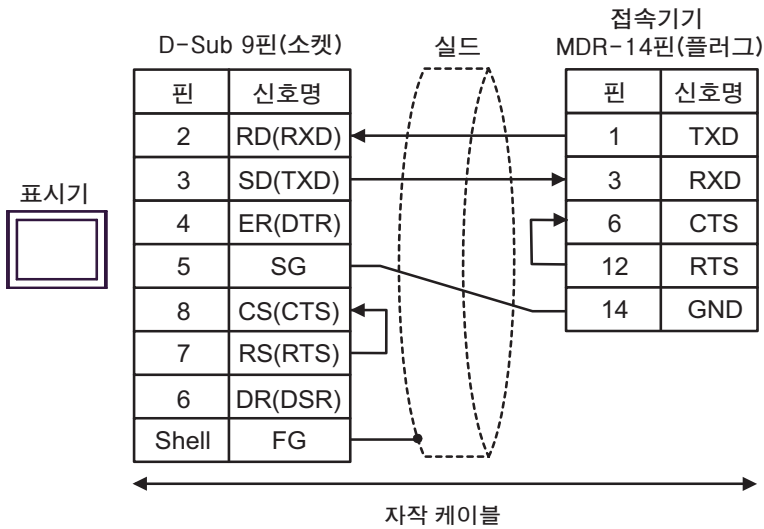 접속기기
D-Sub 9핀(소켓) 실드 MDR-14핀(플러그)
핀 신호명 핀 신호명
2 RD(RXD) 1 TXD
3 SD(TXD) 3 RXD
표시기
4 ER(DTR) 6 CTS
5 SG 12 RTS
8 CS(CTS) 14 GND
7 RS(RTS)
6 DR(DSR)
Shell FG
자작 케이블